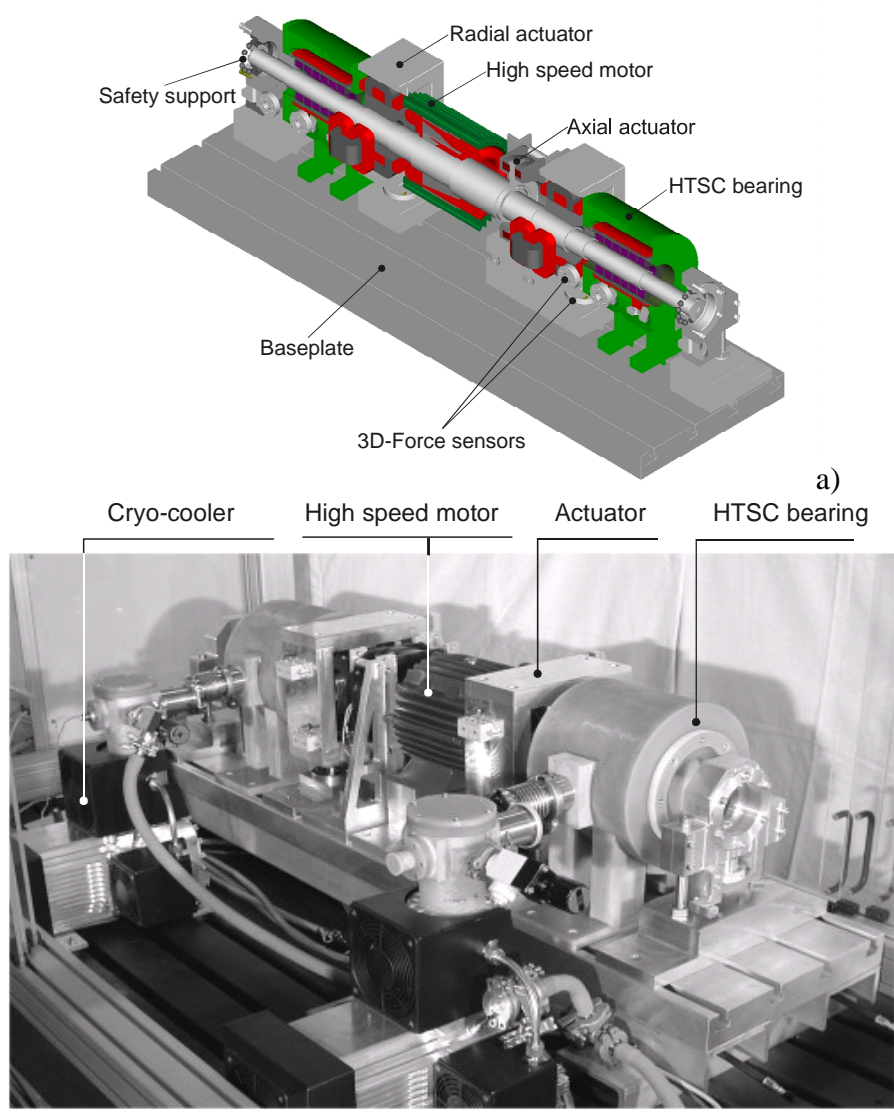 Radial actuator
High speed motor
Safety support
Axial actuator
HTSC bearing
Baseplate
3D-Force sensors
a)
Cryo-cooler High speed motor Actuator HTSC bearing